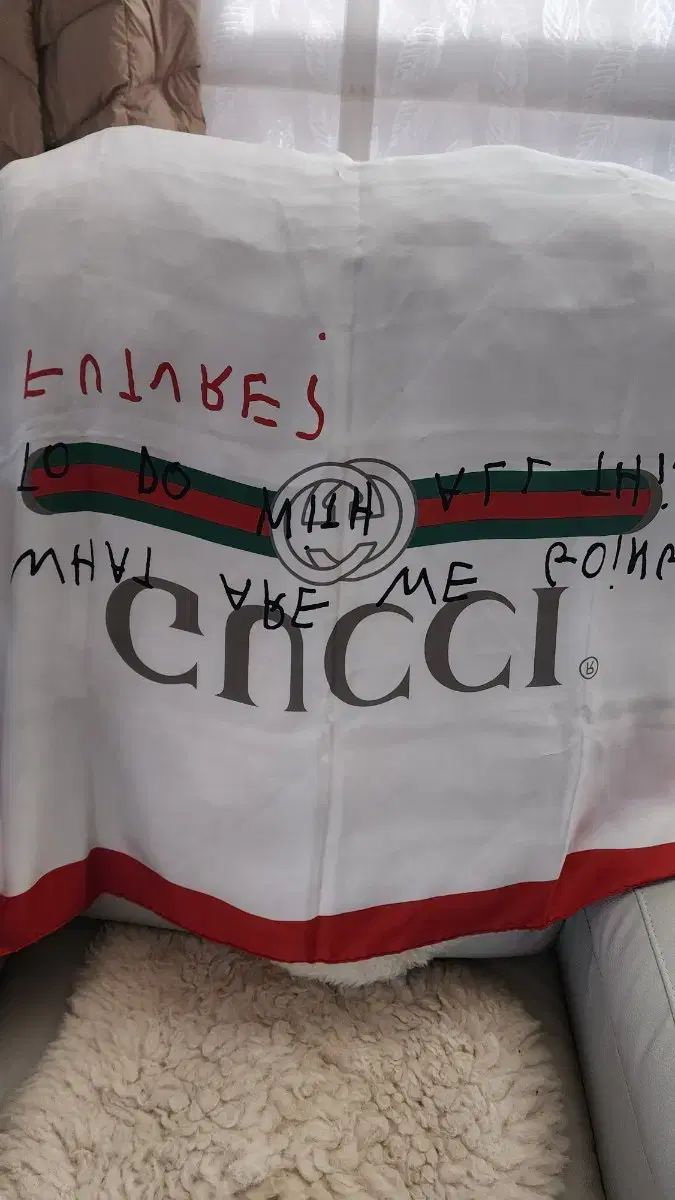 GUCCI ®
WHAT ARE WE GOING
TO DO WITH ALL THIS
FUTURE?